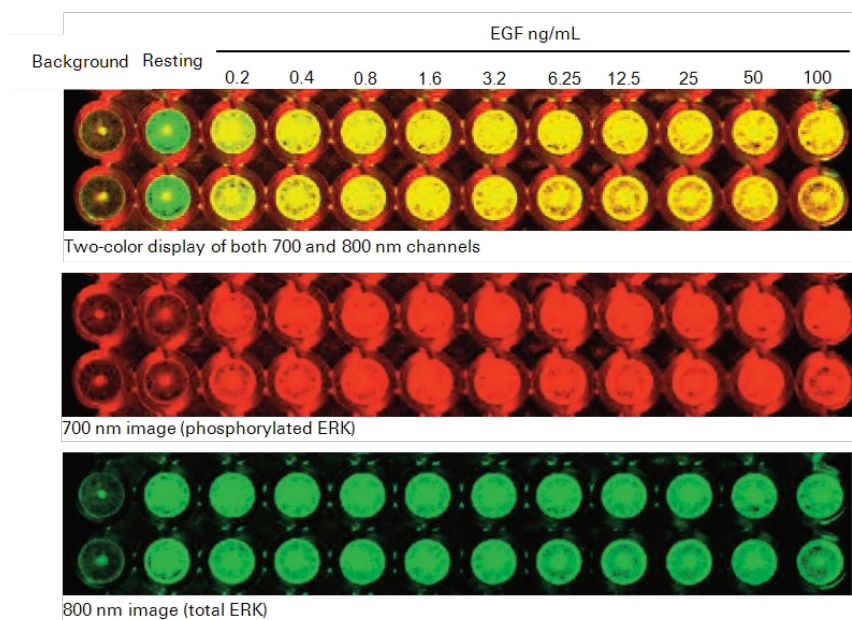 EGF ng/mL
Background Resting 0.2 0.4 0.8 1.6 3.2 6.25 12.5 25 50 100
Two-color display of both 700 and 800 nm channels
700 nm image (phosphorylated ERK)
800 nm image (total ERK)